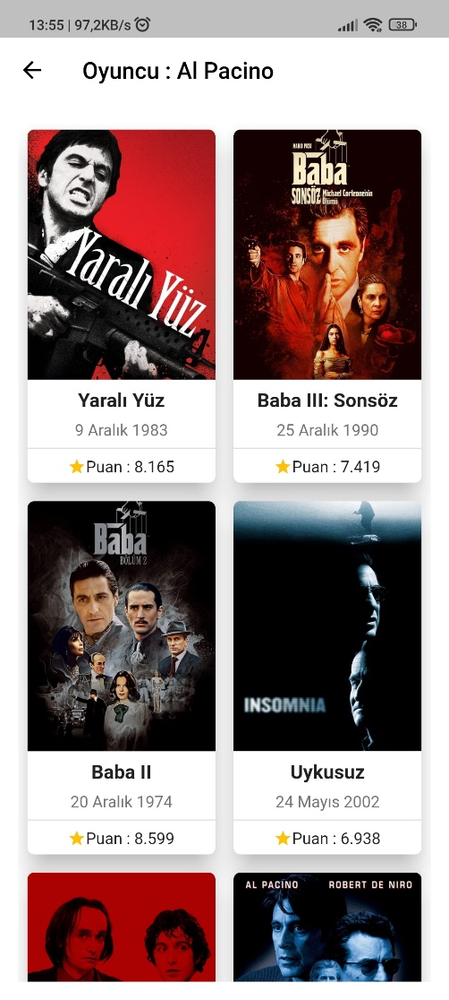 13:55 | 97,2KB/s
38
Oyuncu : Al Pacino
Yaralı Yüz
MARIO PUZO
Baba
SONSÖZ Michael Corleone'nin
Ölümü
Yaralı Yüz
9 Aralık 1983
Puan : 8.165
Baba III: Sonsöz
25 Aralık 1990
Puan : 7.419
Baba
BÖLÜM 2
INSOMNIA
Baba II
20 Aralık 1974
Puan : 8.599
Uykusuz
24 Mayıs 2002
Puan : 6.938
AL PACINO ROBERT DE NIRO